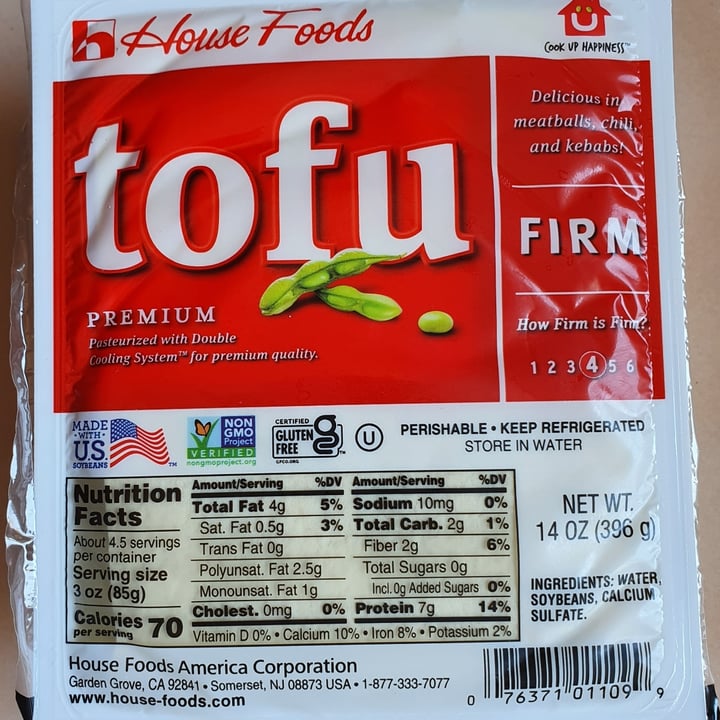 House Foods
COOK UP HAPPINESS™
tofu
PREMIUM
Pasteurized with Double
Cooling System™ for premium quality.
Delicious in
meatballs, chili,
and kebabs!
FIRM
How Firm is Firm?
1 2 3 4 5 6
MADE
•WITH•
U.S.
SOYBEANS
™
NON
GMO
Project
VERIFIED
nongmoproject.org
CERTIFIED
GLUTEN
FREE
GFCO.ORG
U
PERISHABLE • KEEP REFRIGERATED
STORE IN WATER
Nutrition
Facts
About 4.5 servings
per container
Serving size
3 oz (85g)
Calories 70
per serving
Amount/Serving %DV
Total Fat 4g 5%
Sat. Fat 0.5g 3%
Trans Fat 0g
Polyunsat. Fat 2.5g
Monounsat. Fat 1g
Cholest. 0mg 0%
Amount/Serving %DV
Sodium 10mg 0%
Total Carb. 2g 1%
Fiber 2g 6%
Total Sugars 0g
Incl. 0g Added Sugars 0%
Protein 7g 14%
Vitamin D 0% • Calcium 10% • Iron 8% • Potassium 2%
NET WT.
14 OZ (396 g)
INGREDIENTS: WATER,
SOYBEANS, CALCIUM
SULFATE.
House Foods America Corporation
Garden Grove, CA 92841 • Somerset, NJ 08873 USA • 1-877-333-7077
www.house-foods.com
0 76371 01109 9